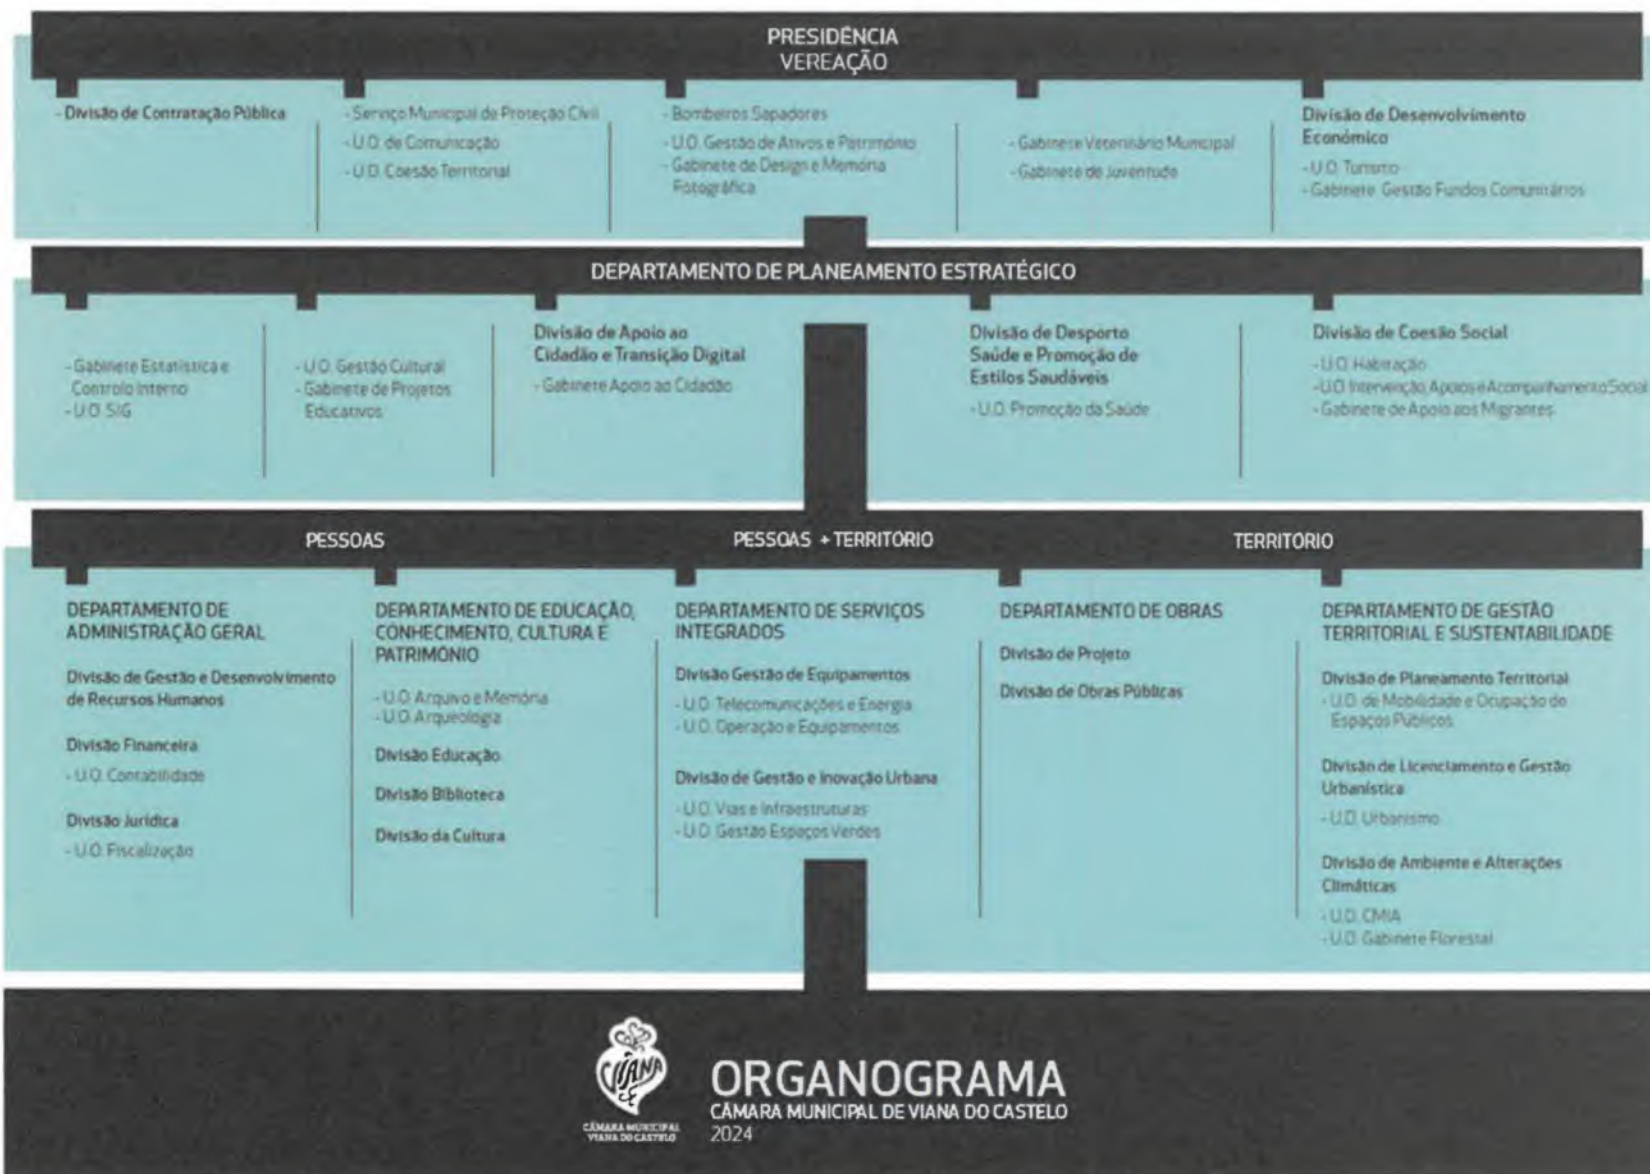 PRESIDÊNCIA
VEREAÇÃO
- Divisão de Contratação Pública
- Serviço Municipal de Proteção Civil
- U.O. de Comunicação
- U.O. Coesão Territorial
- Bombeiros Sapadores
- U.O. Gestão de Ativos e Património
- Gabinete de Design e Memória
Fotográfica
- Gabinete Veterinário Municipal
- Gabinete de Juventude
Divisão de Desenvolvimento
Económico
- U.O. Turismo
- Gabinete Gestão Fundos Comunitários
DEPARTAMENTO DE PLANEAMENTO ESTRATÉGICO
- Gabinete Estatística e
Controlo Interno
- U.O. SIG
- U.O. Gestão Cultural
- Gabinete de Projetos
Educativos
Divisão de Apoio ao
Cidadão e Transição Digital
- Gabinete Apoio ao Cidadão
Divisão de Desporto
Saúde e Promoção de
Estilos Saudáveis
- U.O. Promoção da Saúde
Divisão de Coesão Social
- U.O. Habitação
- U.O Intervenção, Apoios e Acompanhamento Social
- Gabinete de Apoio aos Migrantes
PESSOAS
PESSOAS + TERRITÓRIO
TERRITÓRIO
DEPARTAMENTO DE
ADMINISTRAÇÃO GERAL
Divisão de Gestão e Desenvolvimento
de Recursos Humanos
Divisão Financeira
- U.O. Contabilidade
Divisão Jurídica
- U.O. Fiscalização
DEPARTAMENTO DE EDUCAÇÃO,
CONHECIMENTO, CULTURA E
PATRIMÓNIO
- U.O. Arquivo e Memória
- U.O. Arqueologia
Divisão Educação
Divisão Biblioteca
Divisão da Cultura
DEPARTAMENTO DE SERVIÇOS
INTEGRADOS
Divisão Gestão de Equipamentos
- U.O. Telecomunicações e Energia
- U.O. Operação e Equipamentos
Divisão de Gestão e Inovação Urbana
- U.O. Vias e Infraestruturas
- U.O. Gestão Espaços Verdes
DEPARTAMENTO DE OBRAS
Divisão de Projeto
Divisão de Obras Públicas
DEPARTAMENTO DE GESTÃO
TERRITORIAL E SUSTENTABILIDADE
Divisão de Planeamento Territorial
- U.O. de Mobilidade e Ocupação do
Espaços Públicos
Divisão de Licenciamento e Gestão
Urbanística
- U.O. Urbanismo
Divisão de Ambiente e Alterações
Climáticas
- U.O. CMIA
- U.O. Gabinete Florestal
VIANA
CÂMARA MUNICIPAL
VIANA DO CASTELO
ORGANOGRAMA
CÂMARA MUNICIPAL DE VIANA DO CASTELO
2024